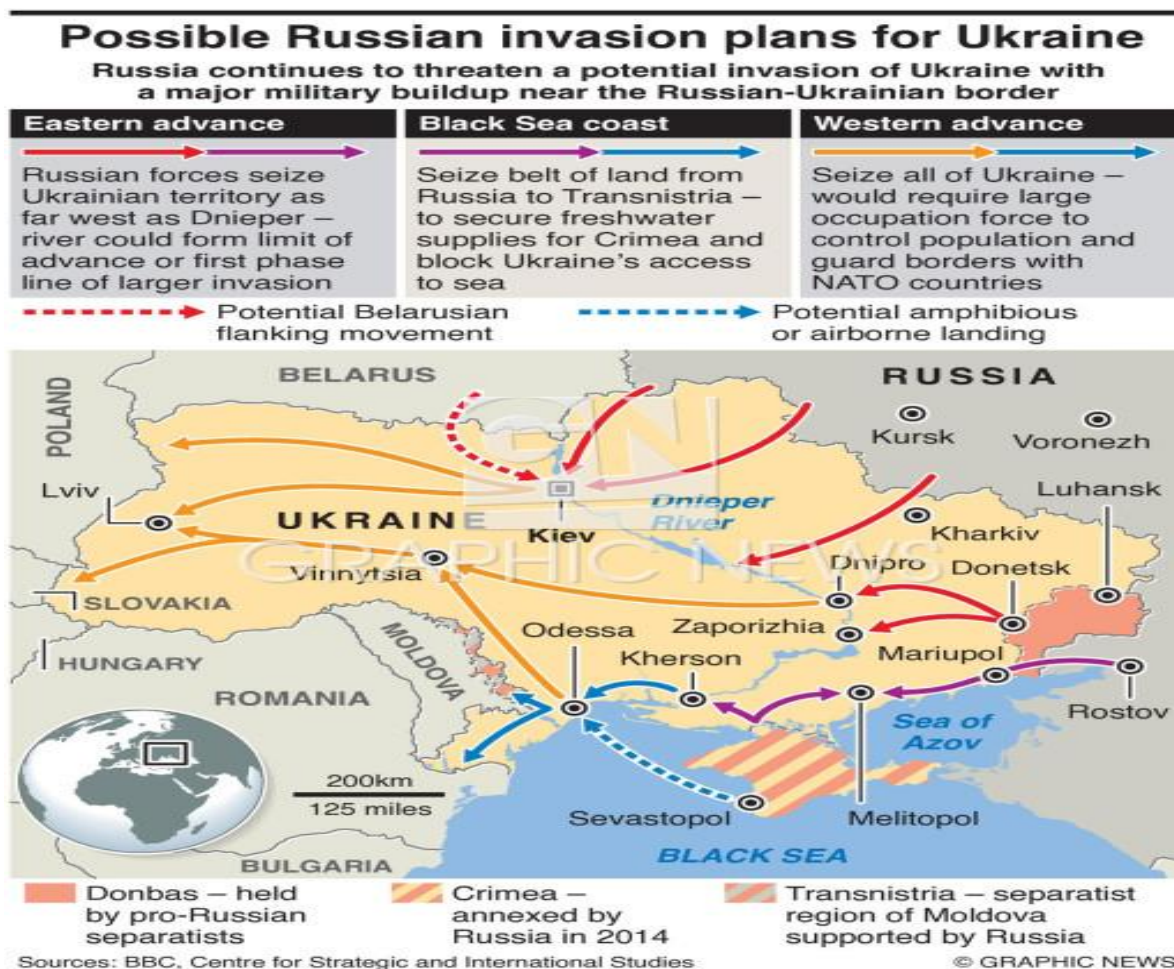 Possible Russian invasion plans for Ukraine
Russia continues to threaten a potential invasion of Ukraine with
a major military buildup near the Russian-Ukrainian border
Eastern advance
Russian forces seize
Ukrainian territory as
far west as Dnieper –
river could form limit of
advance or first phase
line of larger invasion
Black Sea coast
Seize belt of land from
Russia to Transnistria –
to secure freshwater
supplies for Crimea and
block Ukraine's access
to sea
Western advance
Seize all of Ukraine –
would require large
occupation force to
control population and
guard borders with
NATO countries
Potential Belarusian
flanking movement
Potential amphibious
or airborne landing
BELARUS
RUSSIA
POLAND
Kursk
Voronezh
Lviv
Luhansk
GN
Dnieper
River
UKRAINE
Kiev
Kharkiv
GRAPHIC NEWS
Vinnytsia
Dnipro
Donetsk
SLOVAKIA
Odessa
Zaporizhia
HUNGARY
MOLDOVA
Kherson
Mariupol
ROMANIA
Rostov
Sea of
Azov
200km
125 miles
Sevastopol
Melitopol
BLACK SEA
BULGARIA
Donbas – held
by pro-Russian
separatists
Crimea –
annexed by
Russia in 2014
Transnistria – separatist
region of Moldova
supported by Russia
Sources: BBC, Centre for Strategic and International Studies
© GRAPHIC NEWS